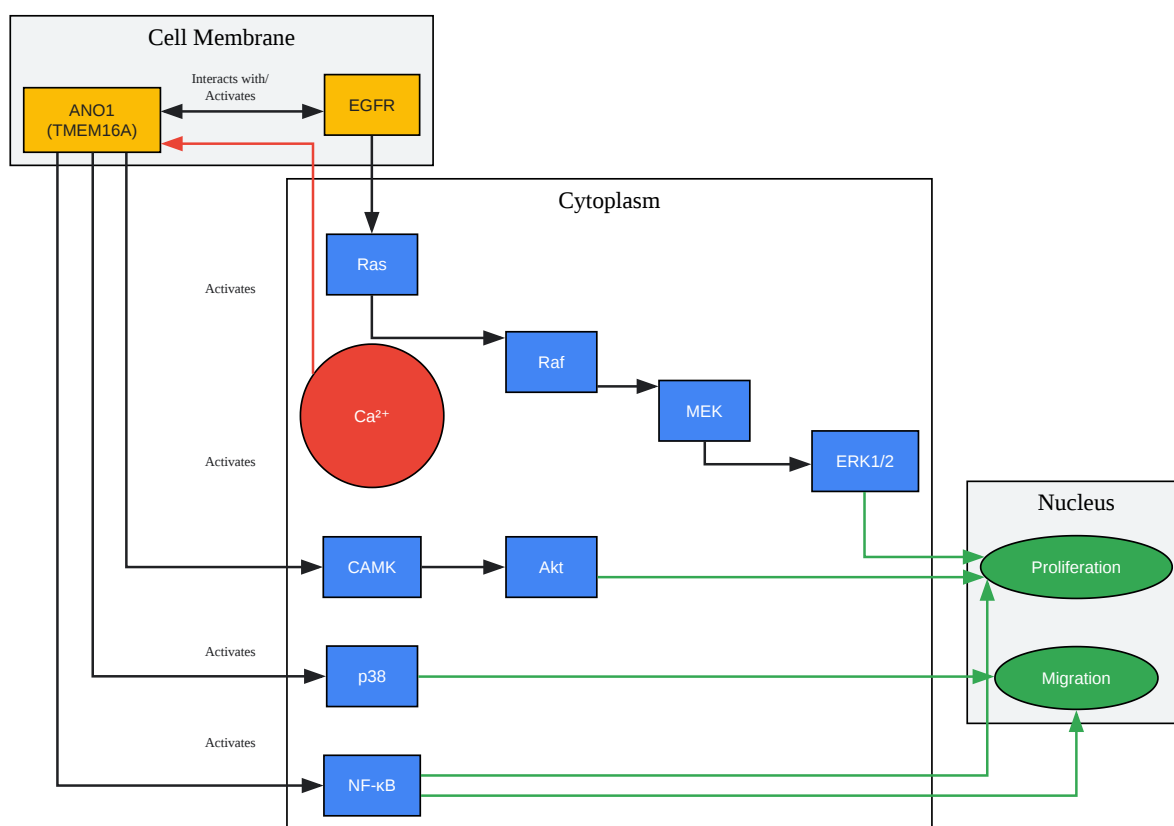 Cell Membrane
Interacts with/
Activates
ANO1
(TMEM16A)
EGFR
Cytoplasm
Ras
Activates
Raf
Ca²⁺
MEK
Activates
ERK1/2
Nucleus
CAMK
Akt
Proliferation
Activates
p38
Migration
Activates
NF-κB